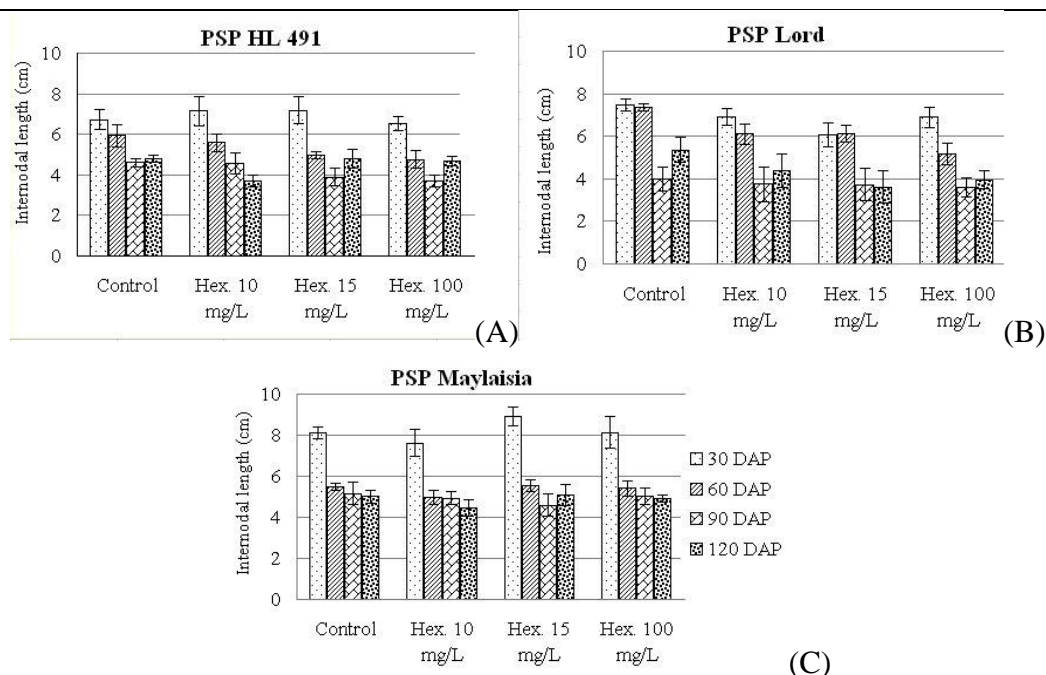 PSP HL 491
Internodal length (cm)
10
8
6
4
2
0
Control
Hex. 10
mg/L
Hex. 15
mg/L
Hex. 100
mg/L
(A)
PSP Lord
Internodal length (cm)
10
8
6
4
2
0
Control
Hex. 10
mg/L
Hex. 15
mg/L
Hex. 100
mg/L
(B)
PSP Maylaisia
Internodal length (cm)
10
8
6
4
2
0
Control
Hex. 10
mg/L
Hex. 15
mg/L
Hex. 100
mg/L
30 DAP
60 DAP
90 DAP
120 DAP
(C)